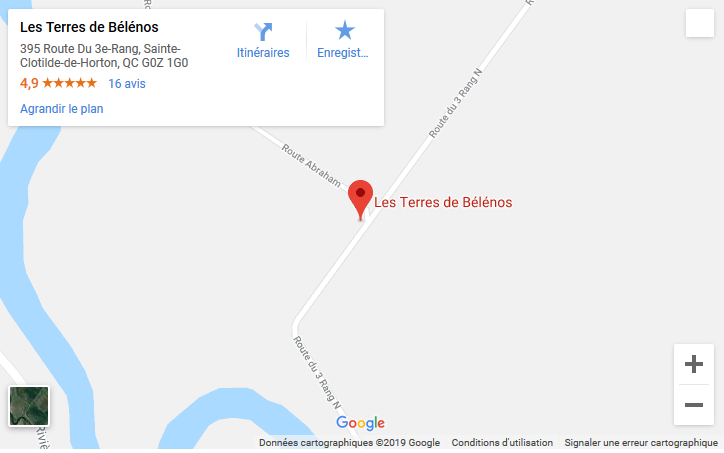 Les Terres de Bélénos
395 Route Du 3e-Rang, Sainte-
Clotilde-de-Horton, QC G0Z 1G0
4,9 ★★★★★ 16 avis
Agrandir le plan
Itinéraires
Enregist…
Route du 3 Rang N
Route Abraham
Les Terres de Bélénos
Route du 3 Rang N
Google
Données cartographiques ©2019 Google Conditions d'utilisation Signaler une erreur cartographique